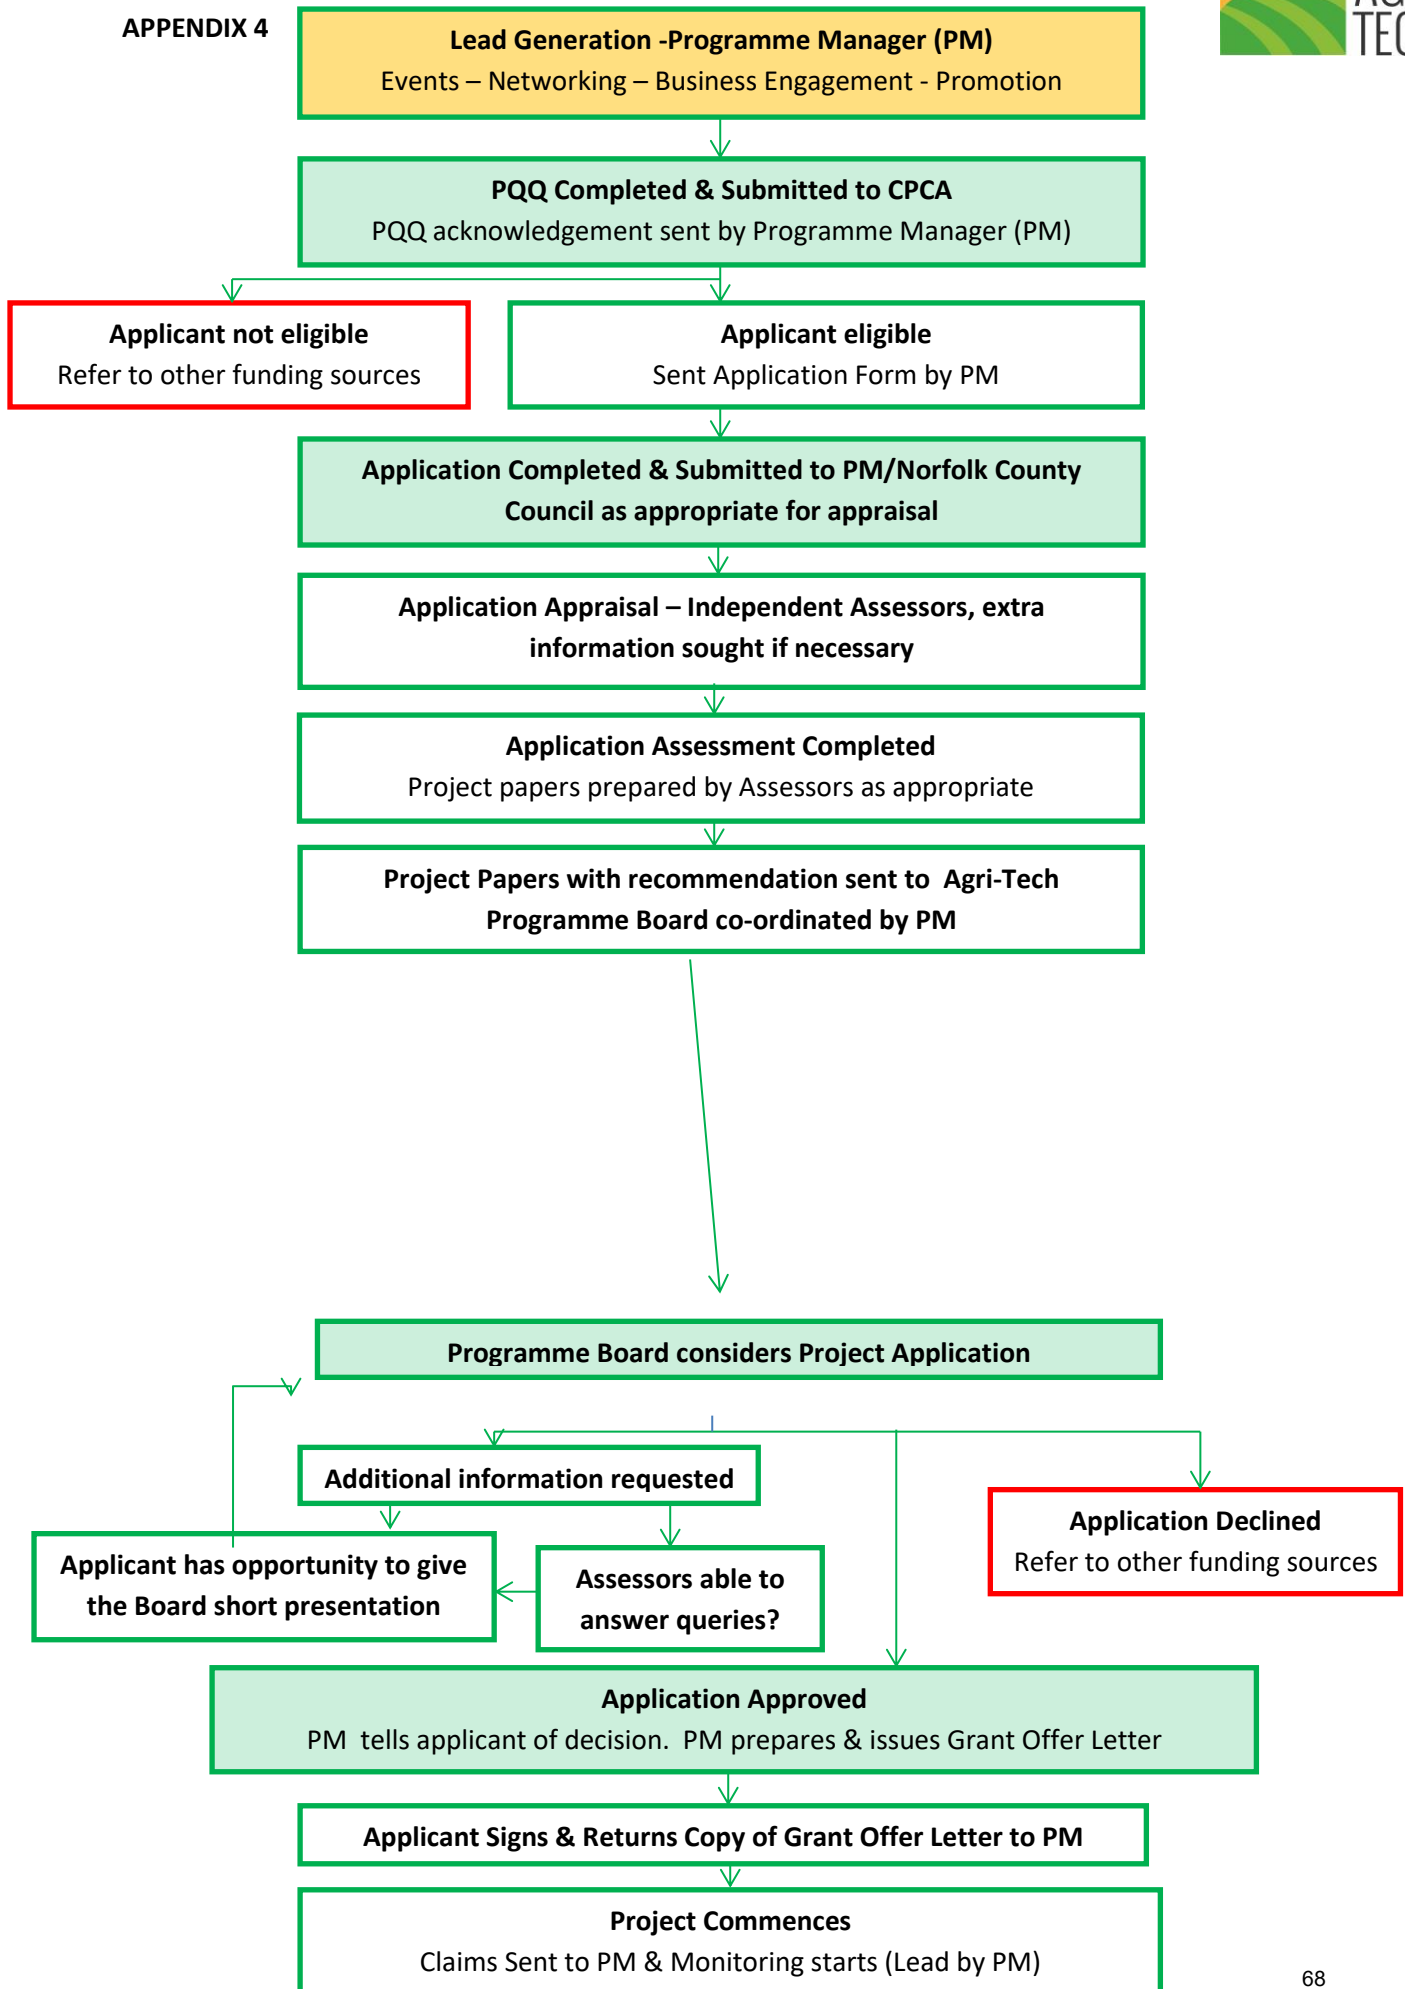 APPENDIX 4
Lead Generation -Programme Manager (PM)
Events – Networking – Business Engagement - Promotion
PQQ Completed & Submitted to CPCA
PQQ acknowledgement sent by Programme Manager (PM)
Applicant not eligible
Refer to other funding sources
Applicant eligible
Sent Application Form by PM
Application Completed & Submitted to PM/Norfolk County
Council as appropriate for appraisal
Application Appraisal – Independent Assessors, extra
information sought if necessary
Application Assessment Completed
Project papers prepared by Assessors as appropriate
Project Papers with recommendation sent to Agri-Tech
Programme Board co-ordinated by PM
Programme Board considers Project Application
Additional information requested
Applicant has opportunity to give
the Board short presentation
Assessors able to
answer queries?
Application Declined
Refer to other funding sources
Application Approved
PM tells applicant of decision. PM prepares & issues Grant Offer Letter
Applicant Signs & Returns Copy of Grant Offer Letter to PM
Project Commences
Claims Sent to PM & Monitoring starts (Lead by PM)
68